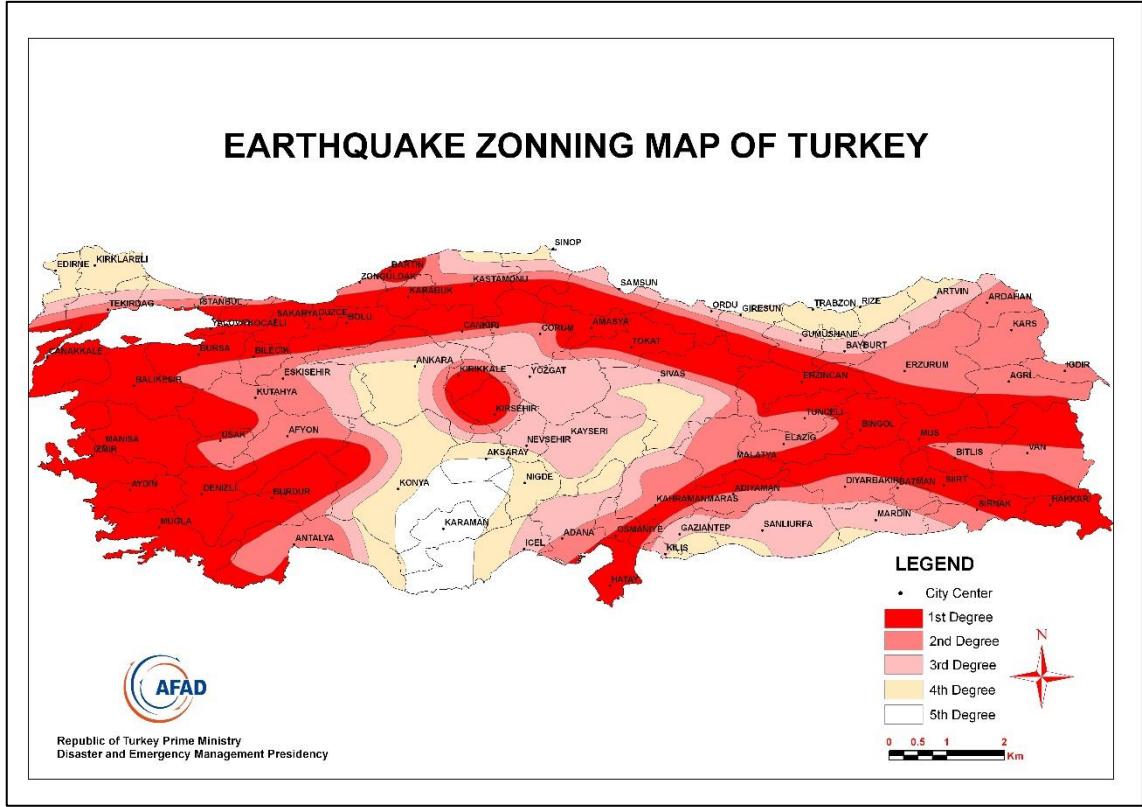 EARTHQUAKE ZONNING MAP OF TURKEY
SINOP
EDIRNE
KIRKLARELI
BARTIN
ZONGULDAK
KASTAMONU
KARABUK
SAMSUN
TEKIRDAG
ISTANBUL
SAKARYA
DUZCE
BOLU
KOCAELI
ORDU
GIRESUN
TRABZON
RIZE
ARTVIN
ARDAHAN
CANAKKALE
BURSA
BILECIK
CANKIRI
CORUM
AMASYA
TOKAT
GUMUSHANE
BAYBURT
KARS
BALIKESIR
ESKISEHIR
ANKARA
KIRIKKALE
YOZGAT
SIVAS
ERZINCAN
ERZURUM
AGRI
IGDIR
KUTAHYA
KIRSEHIR
TUNCELI
BINGOL
MUS
MANISA
IZMIR
USAK
AFYON
NEVSEHIR
KAYSERI
ELAZIG
MALATYA
BITLIS
VAN
AKSARAY
AYDIN
DENIZLI
BURDUR
KONYA
NIGDE
KAHRAMANMARAS
ADIYAMAN
DIYARBAKIR
BATMAN
SIIRT
SIRNAK
HAKKARI
MUGLA
ANTALYA
KARAMAN
ICEL
ADANA
OSMANIYE
GAZIANTEP
SANLIURFA
MARDIN
KILIS
HATAY
LEGEND
City Center
1st Degree
2nd Degree
3rd Degree
4th Degree
5th Degree
N
0 0.5 1 2
Km
AFAD
Republic of Turkey Prime Ministry
Disaster and Emergency Management Presidency